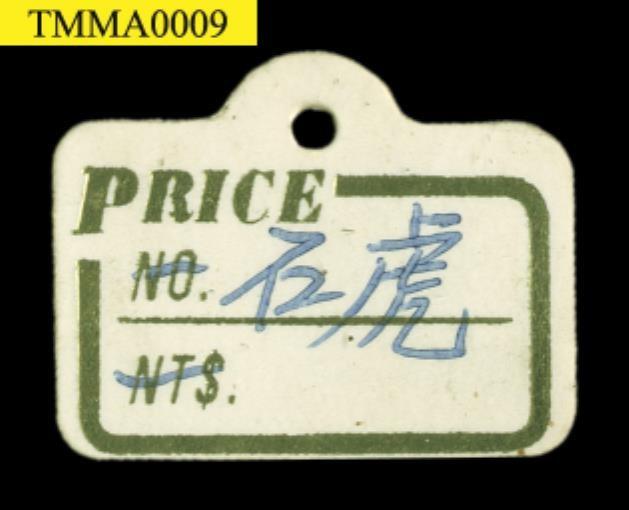 TMMA0009
PRICE
NO. 石虎
NT$.